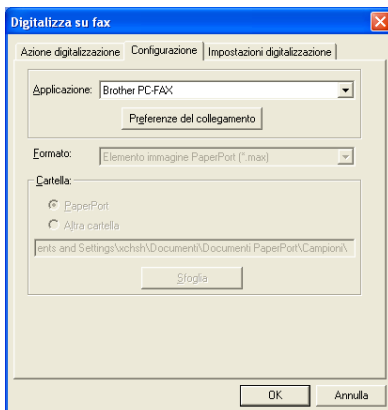 Digitalizza su fax
Azione digitalizzazione Configurazione Impostazioni digitalizzazione
Applicazione: Brother PC-FAX
Preferenze del collegamento
Formato: Elemento immagine PaperPort (*.max)
Cartella:
PaperPort
Altra cartella
ents and Settings\xchsh\Documenti\Documenti PaperPort\Campioni\
Sfoglia
OK Annulla